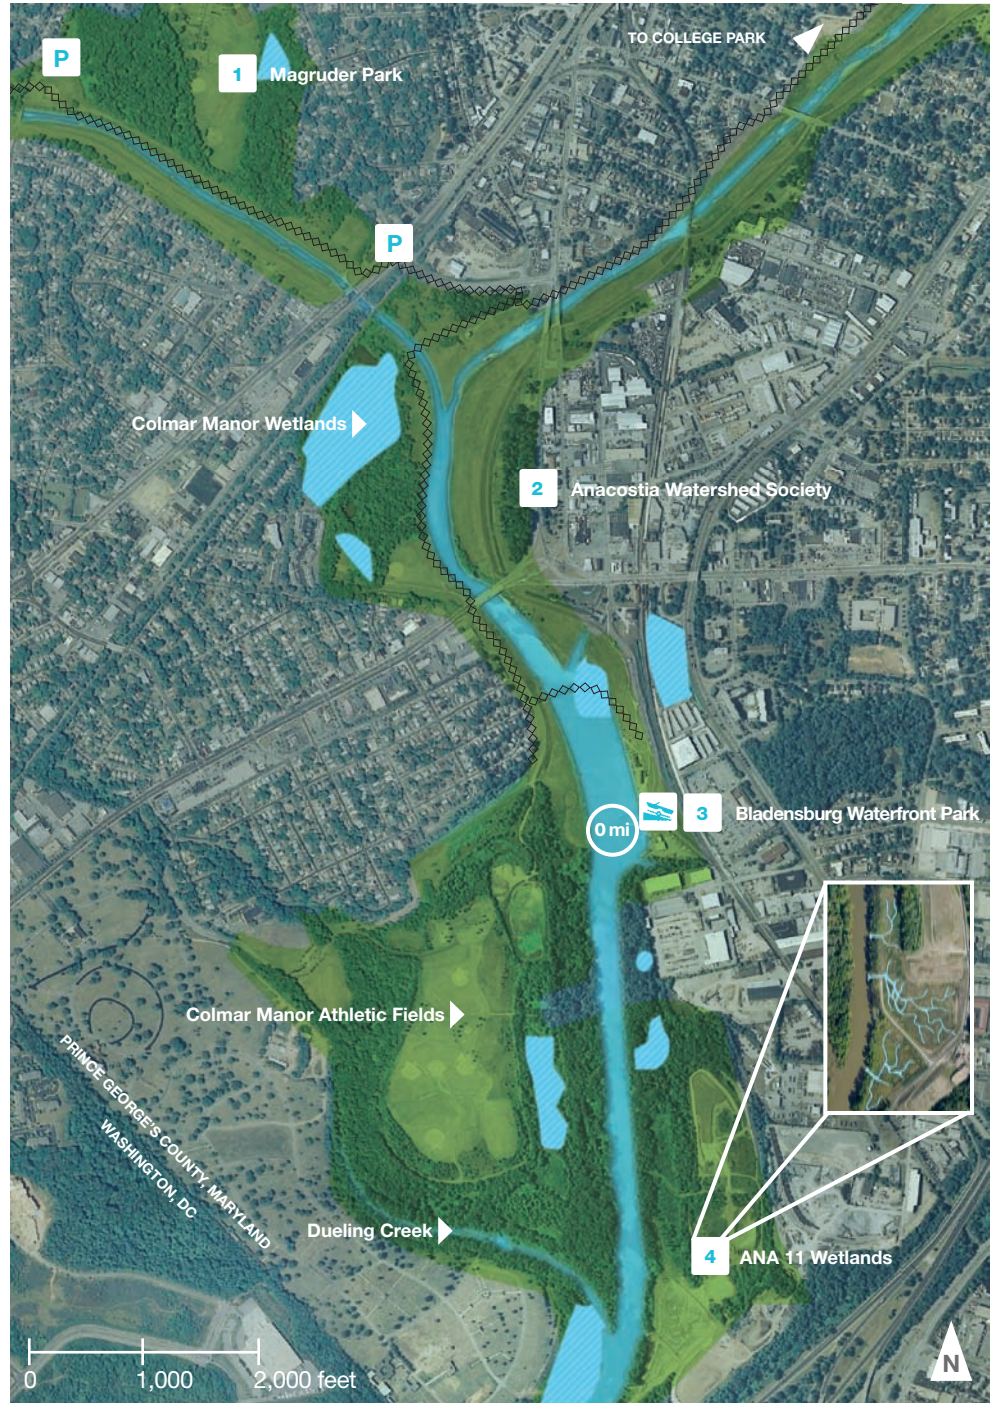 TO COLLEGE PARK
P
1 Magruder Park
P
Colmar Manor Wetlands
2 Anacostia Watershed Society
3 Bladensburg Waterfront Park
0 mi
Colmar Manor Athletic Fields
PRINCE GEORGE'S COUNTY, MARYLAND
WASHINGTON, DC
Dueling Creek
4 ANA 11 Wetlands
0 1,000 2,000 feet
N